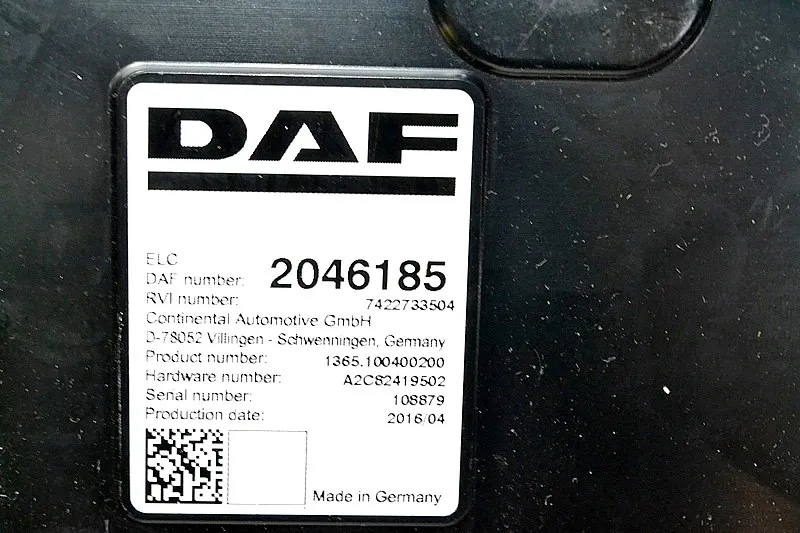 DAF
ELC
DAF number: 2046185
RVI number: 7422733504
Continental Automotive GmbH
D-78052 Villingen - Schwenningen, Germany
Product number: 1365.100400200
Hardware number: A2C82419502
Serial number: 108879
Production date: 2016/04
Made in Germany